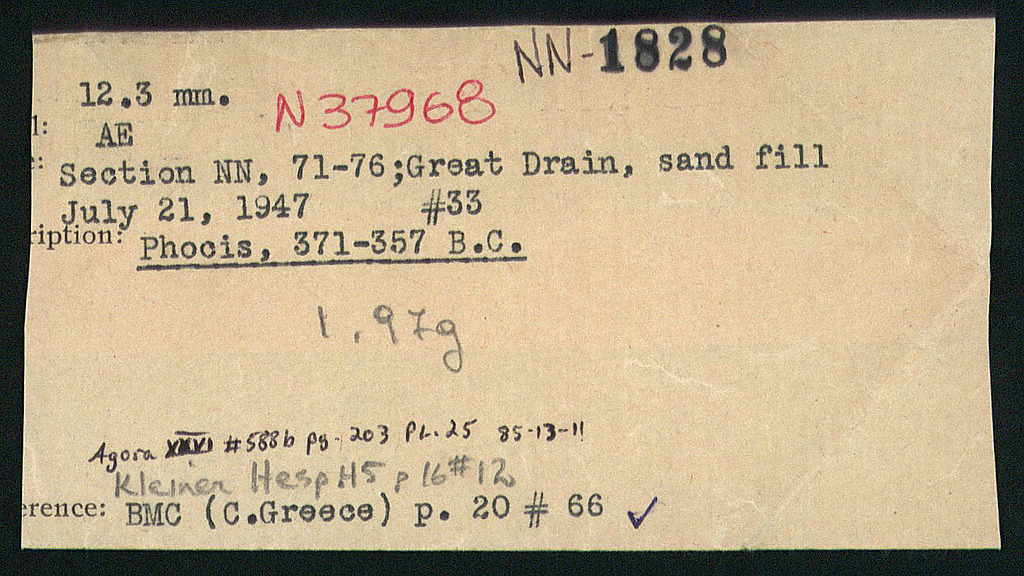 NN-1828
12.3 mm.
N37968
l: AE
e: Section NN, 71-76;Great Drain, sand fill
July 21, 1947 #33
ription: Phocis, 371-357 B.C.
1.97g
Agora XXVI #588b pg. 203 PL. 25 85-13-11
Kleiner Hesp 45 p 16 #12
erence: BMC (C.Greece) p. 20 # 66 ✓